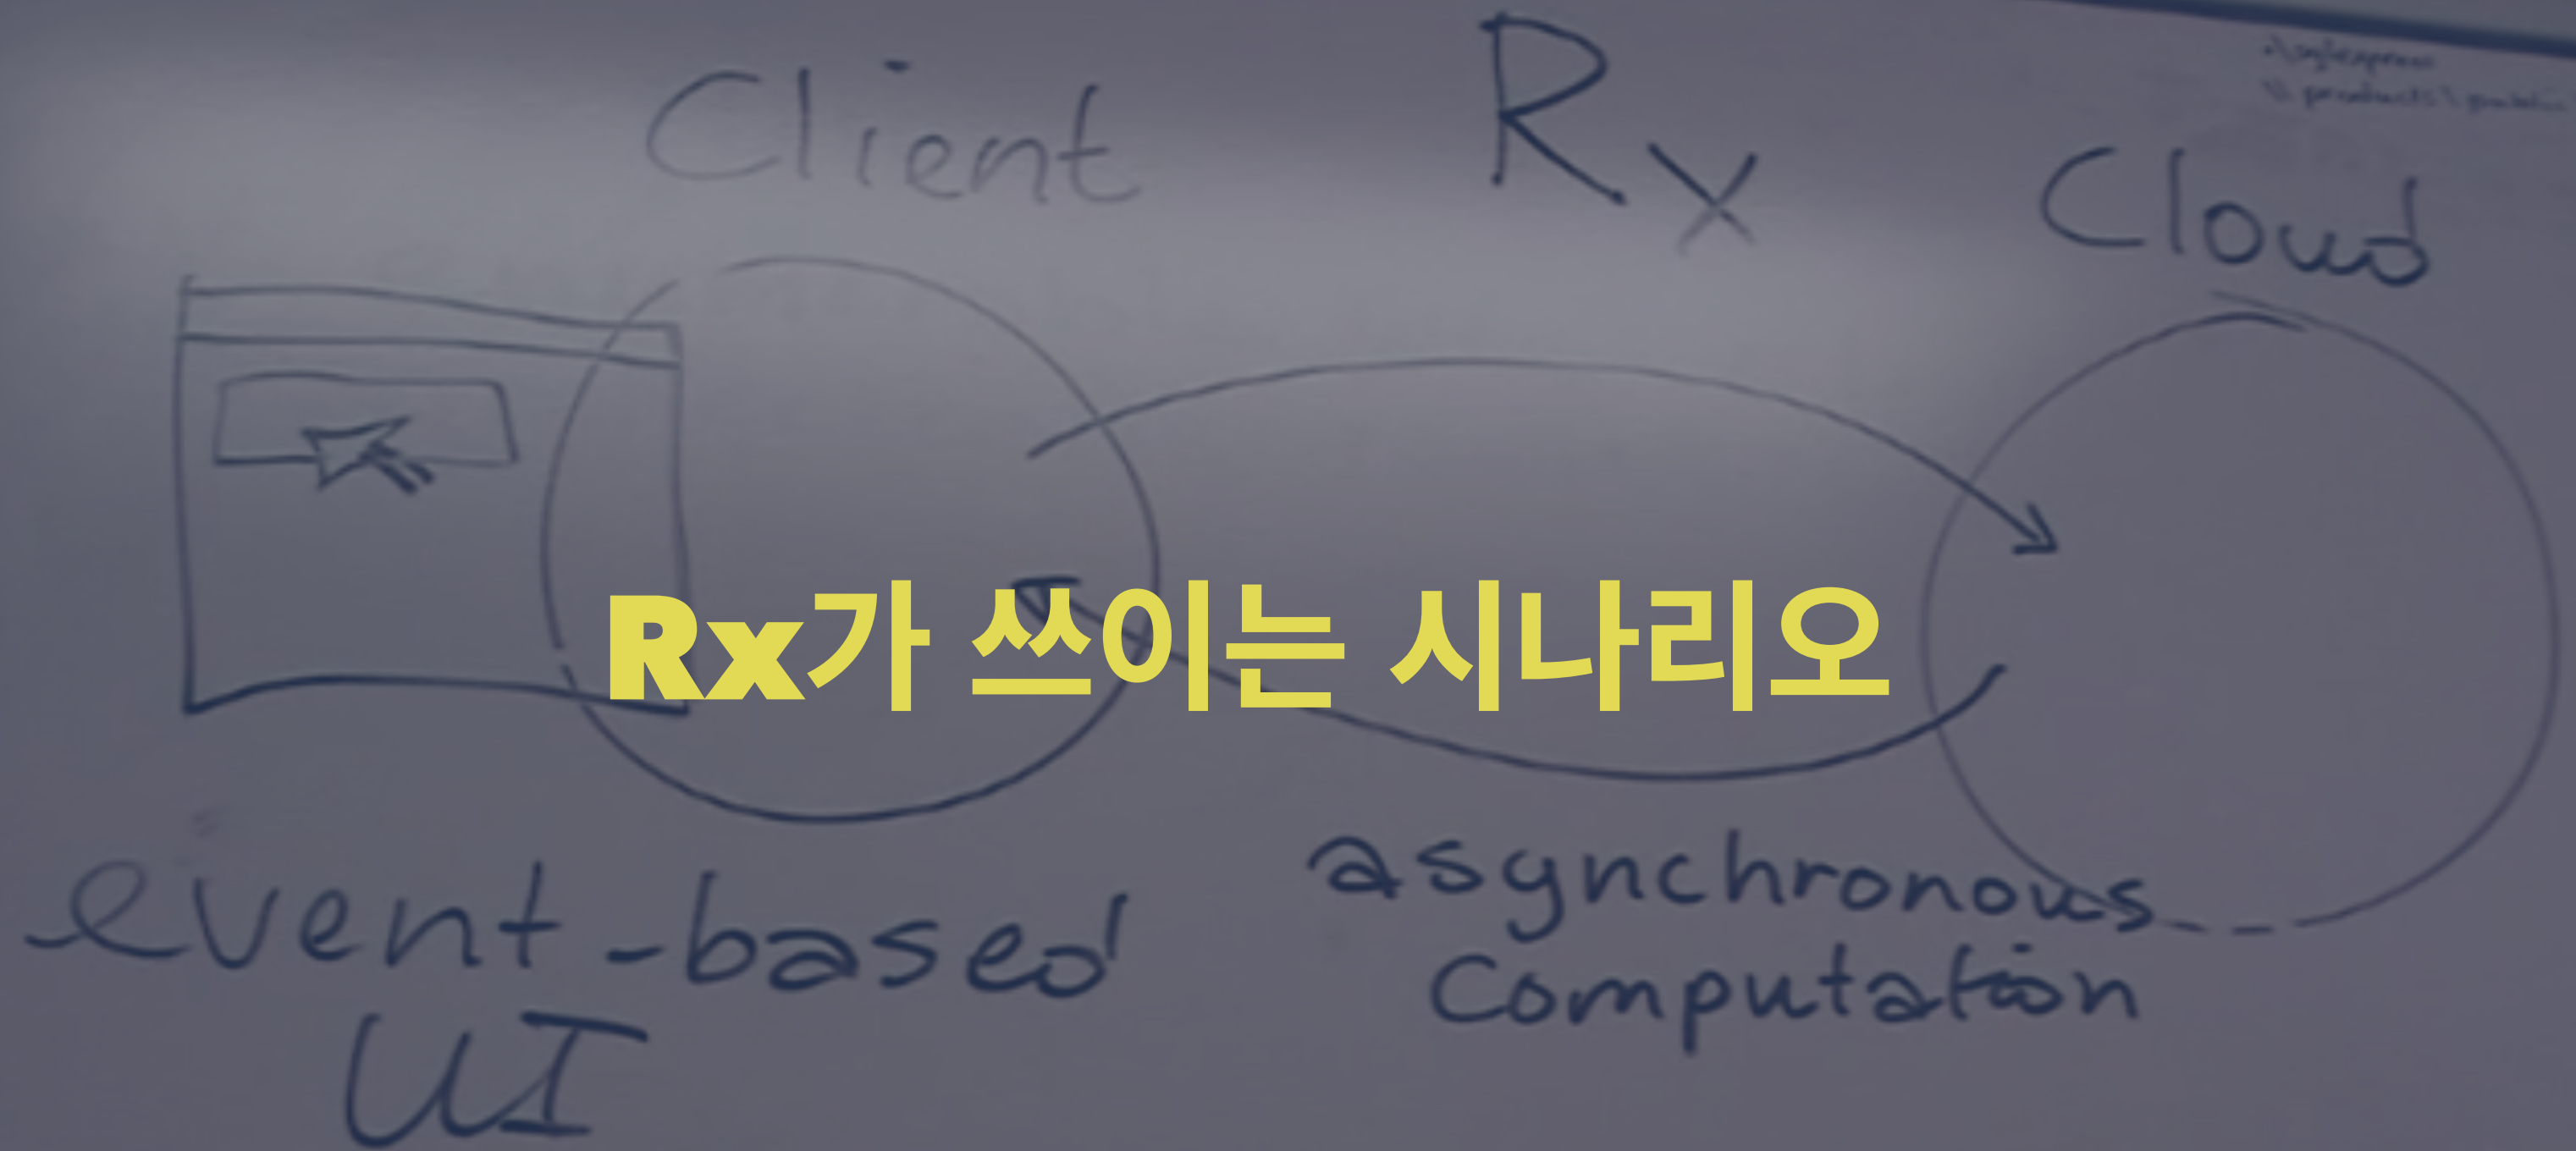 Client
Rx
Cloud
Rx가 쓰이는 시나리오
event-based
UI
asynchronous
Computation